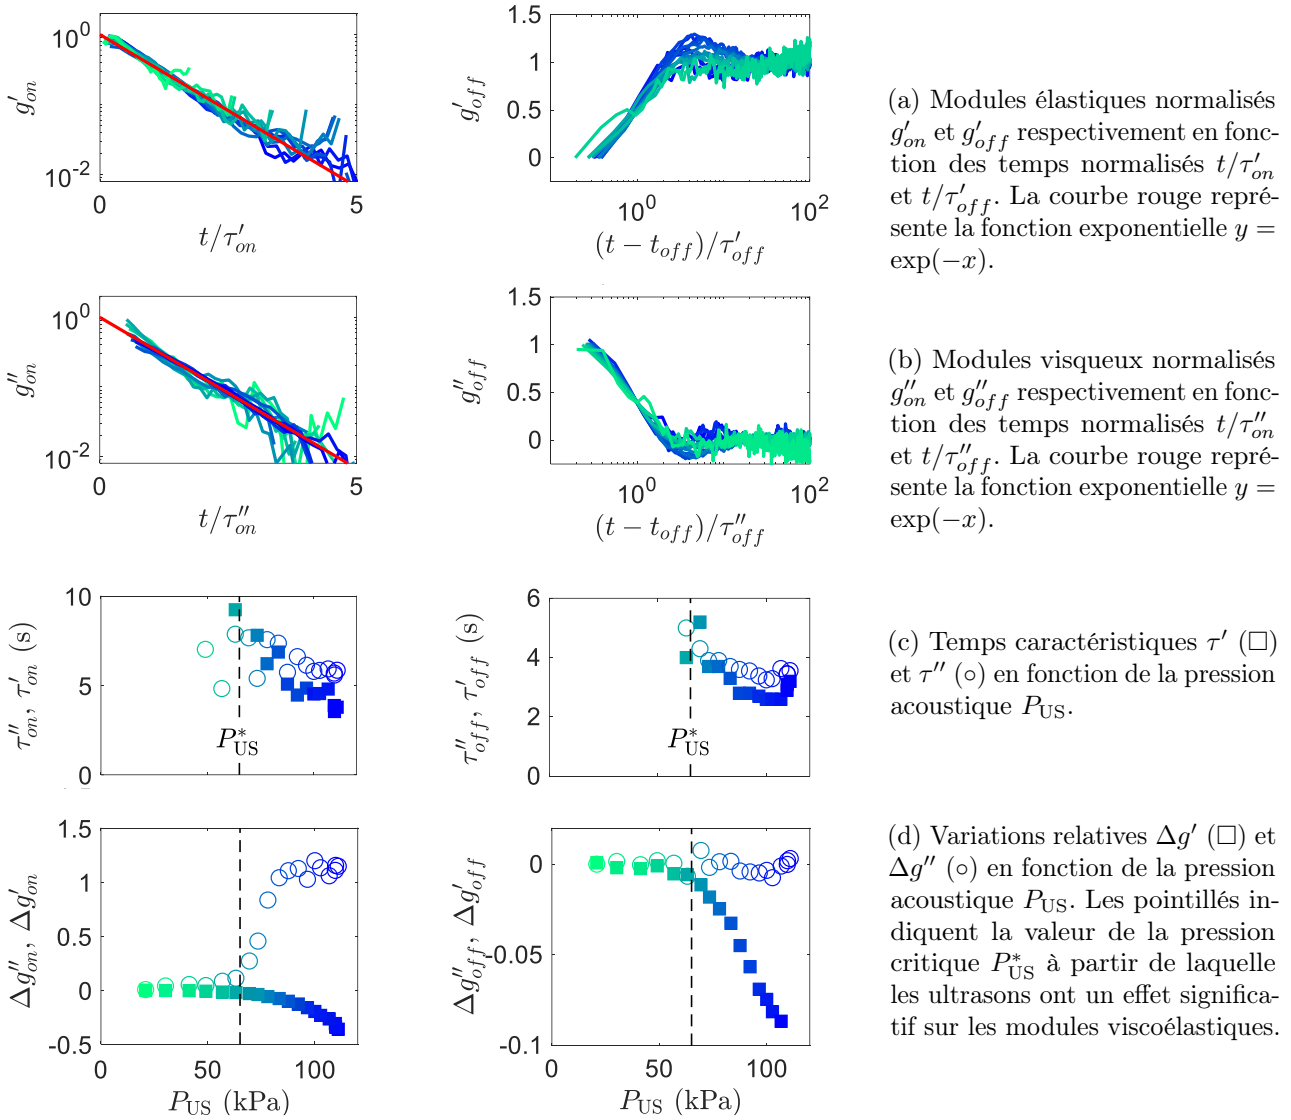 10^0
g′_on
10^-2
0
5
t/τ′_on
1.5
1
g′_off
0.5
0
10^0
10^2
(t − t_off)/τ′_off
(a) Modules élastiques normalisés
g′_on et g′_off respectivement en fonc-
tion des temps normalisés t/τ′_on
et t/τ′_off. La courbe rouge repré-
sente la fonction exponentielle y =
exp(−x).
10^0
g″_on
10^-2
0
5
t/τ″_on
1.5
1
g″_off
0.5
0
10^0
10^2
(t − t_off)/τ″_off
(b) Modules visqueux normalisés
g″_on et g″_off respectivement en fonc-
tion des temps normalisés t/τ″_on
et t/τ″_off. La courbe rouge repré-
sente la fonction exponentielle y =
exp(−x).
10
τ″_on, τ′_on (s)
5
P*_US
0
6
τ″_off, τ′_off (s)
4
2
P*_US
0
(c) Temps caractéristiques τ′ (□)
et τ″ (○) en fonction de la pression
acoustique P_US.
1.5
1
Δg″_on, Δg′_on
0.5
0
-0.5
0
50
100
P_US (kPa)
0
Δg″_off, Δg′_off
-0.05
-0.1
0
50
100
P_US (kPa)
(d) Variations relatives Δg′ (□) et
Δg″ (○) en fonction de la pression
acoustique P_US. Les pointillés in-
diquent la valeur de la pression
critique P*_US à partir de laquelle
les ultrasons ont un effet significa-
tif sur les modules viscoélastiques.